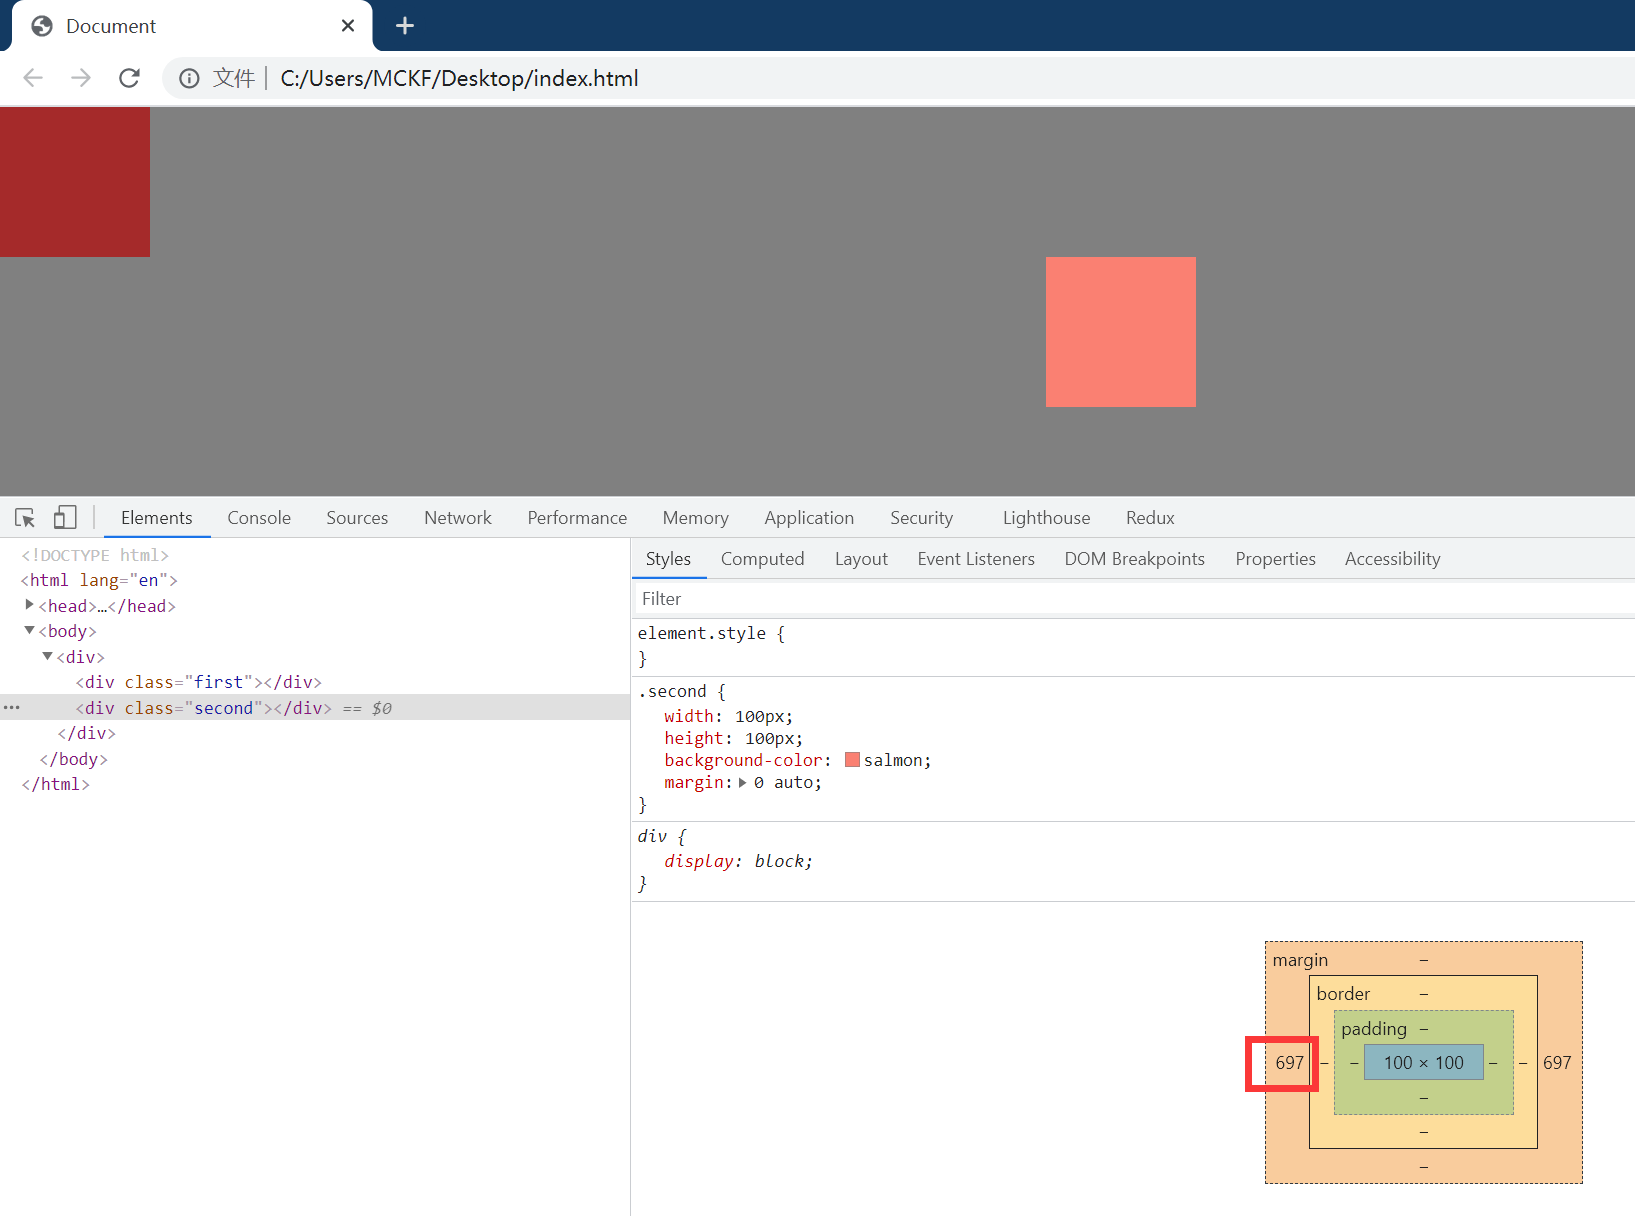 Document
文件 C:/Users/MCKF/Desktop/index.html
Elements Console Sources Network Performance Memory Application Security Lighthouse Redux
<!DOCTYPE html>
<html lang="en">
<head>…</head>
<body>
<div>
<div class="first"></div>
<div class="second"></div> == $0
</div>
</body>
</html>
Styles Computed Layout Event Listeners DOM Breakpoints Properties Accessibility
Filter
element.style {
}
.second {
width: 100px;
height: 100px;
background-color: salmon;
margin: 0 auto;
}
div {
display: block;
}
margin –
border –
padding –
697 – – 100 × 100 – – 697
–
–
–